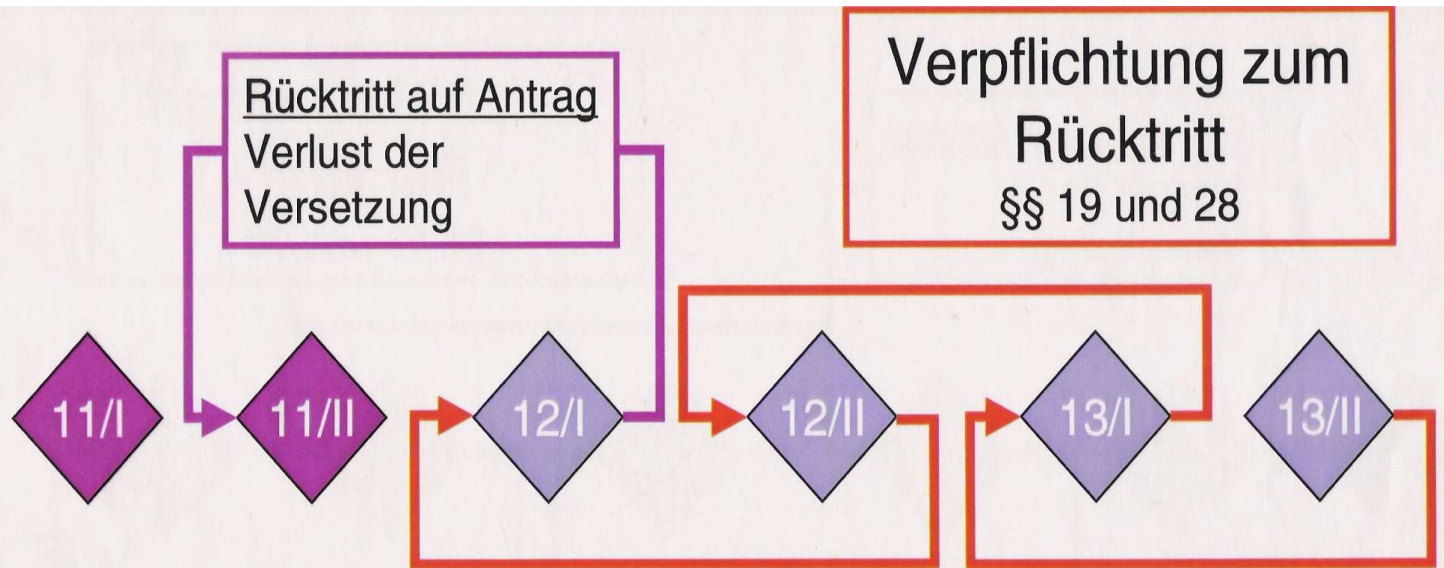 Rücktritt auf Antrag
Verlust der
Versetzung
Verpflichtung zum
Rücktritt
§§ 19 und 28
11/I
11/II
12/I
12/II
13/I
13/II